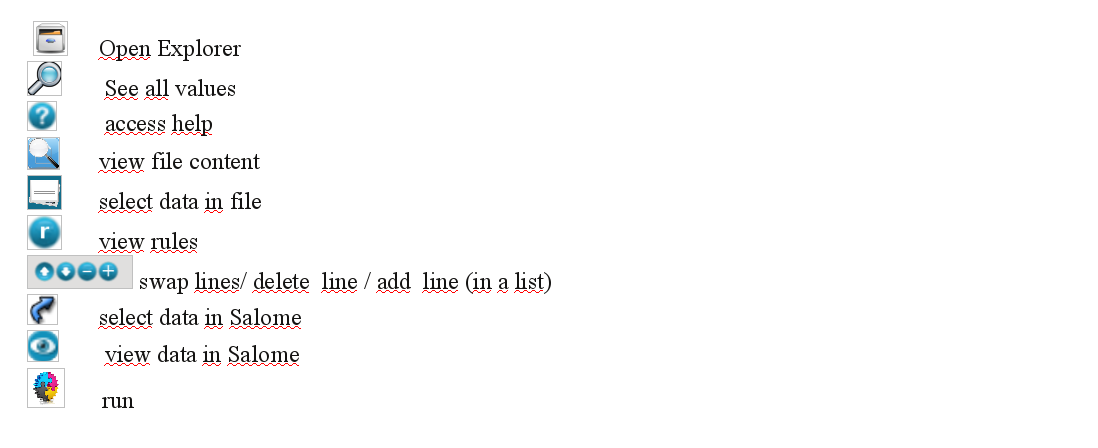 Open Explorer
See all values
?
access help
view file content
select data in file
r
view rules
swap lines/ delete  line / add  line (in a list)
select data in Salome
view data in Salome
run